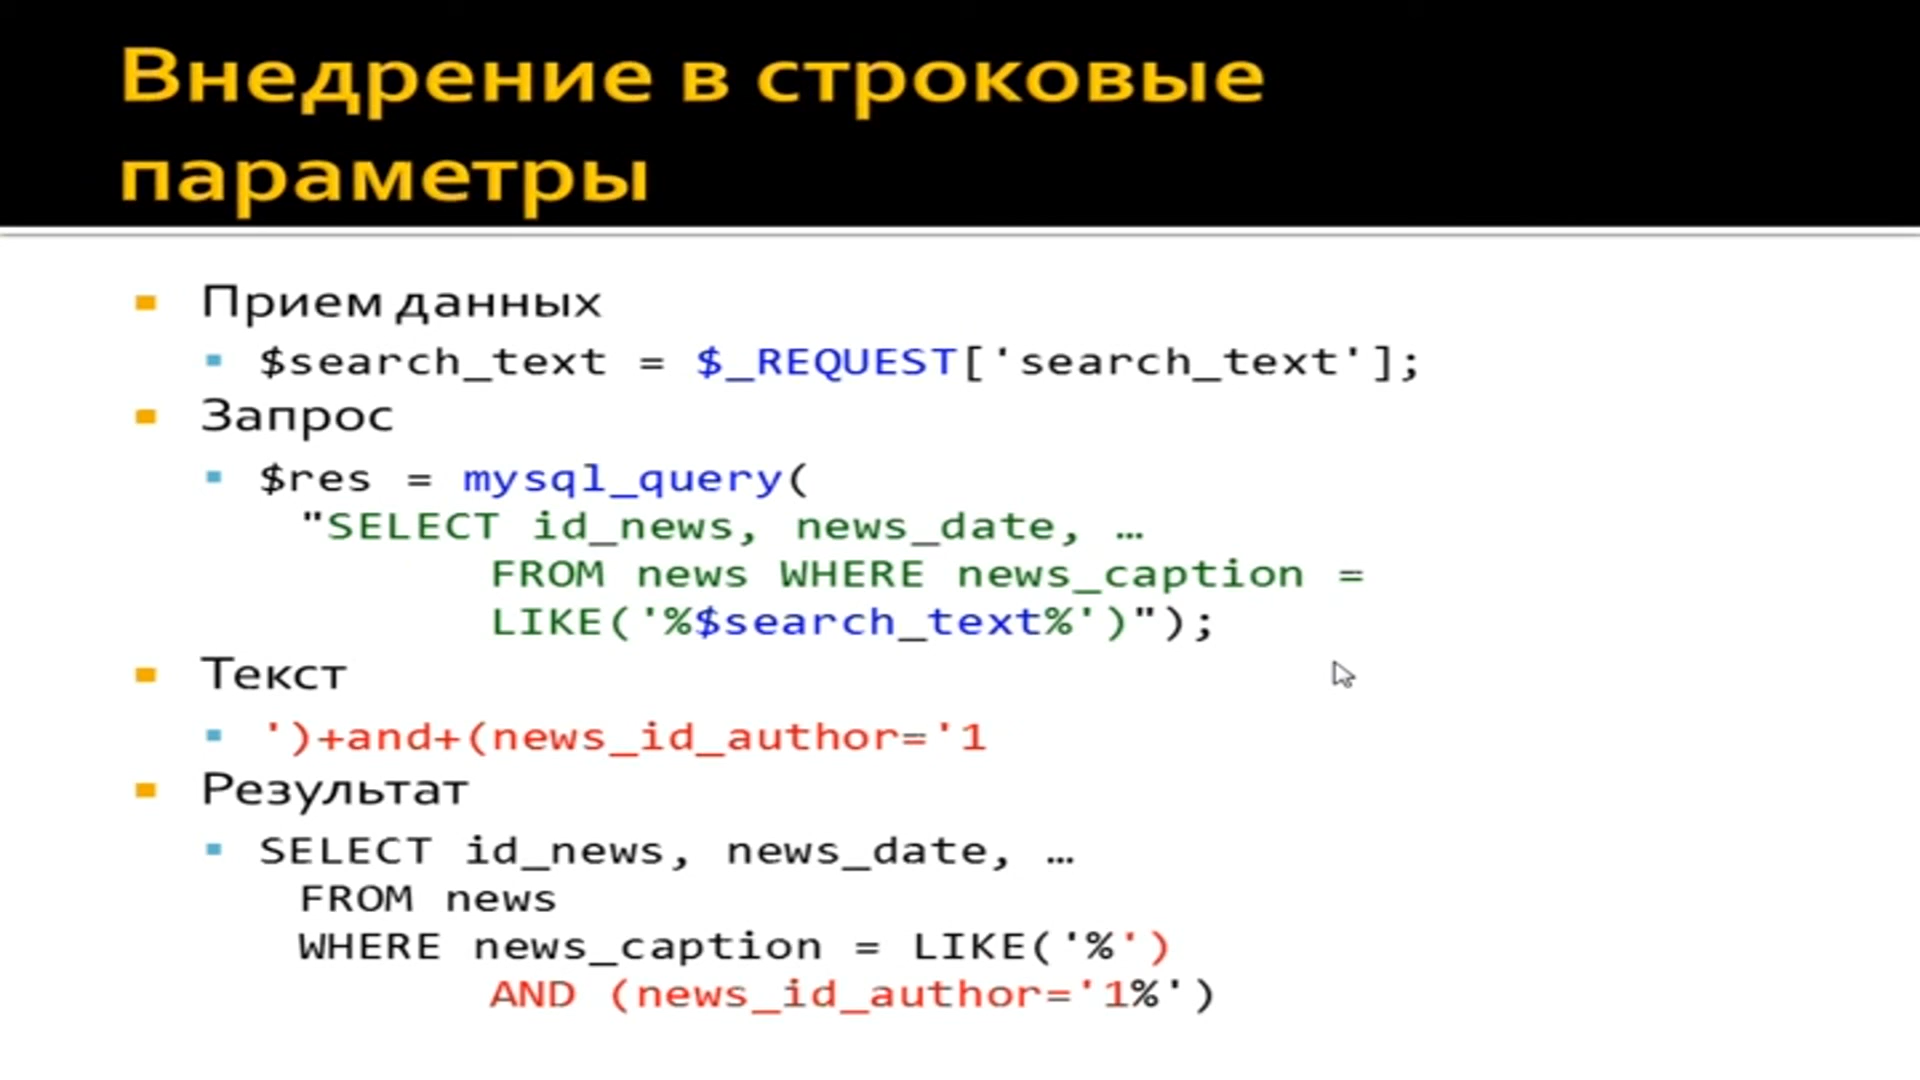 Внедрение в строковые
параметры
Прием данных
$search_text = $_REQUEST['search_text'];
Запрос
$res = mysql_query(
"SELECT id_news, news_date, …
FROM news WHERE news_caption =
LIKE('%$search_text%')");
Текст
')+and+(news_id_author='1
Результат
SELECT id_news, news_date, …
FROM news
WHERE news_caption = LIKE('%')
AND (news_id_author='1%')